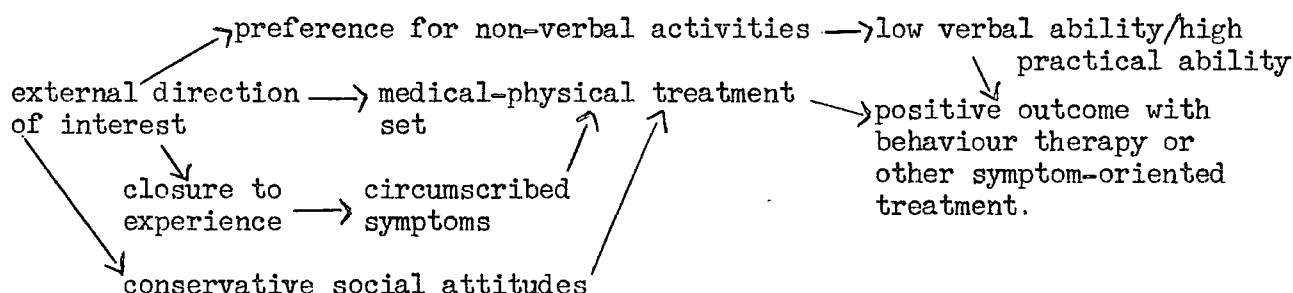 preference for non-verbal activities → low verbal ability/high
practical ability
external direction → medical-physical treatment
of interest set
positive outcome with
behaviour therapy or
other symptom-oriented
treatment.
closure to → circumscribed
experience symptoms
conservative social attitudes